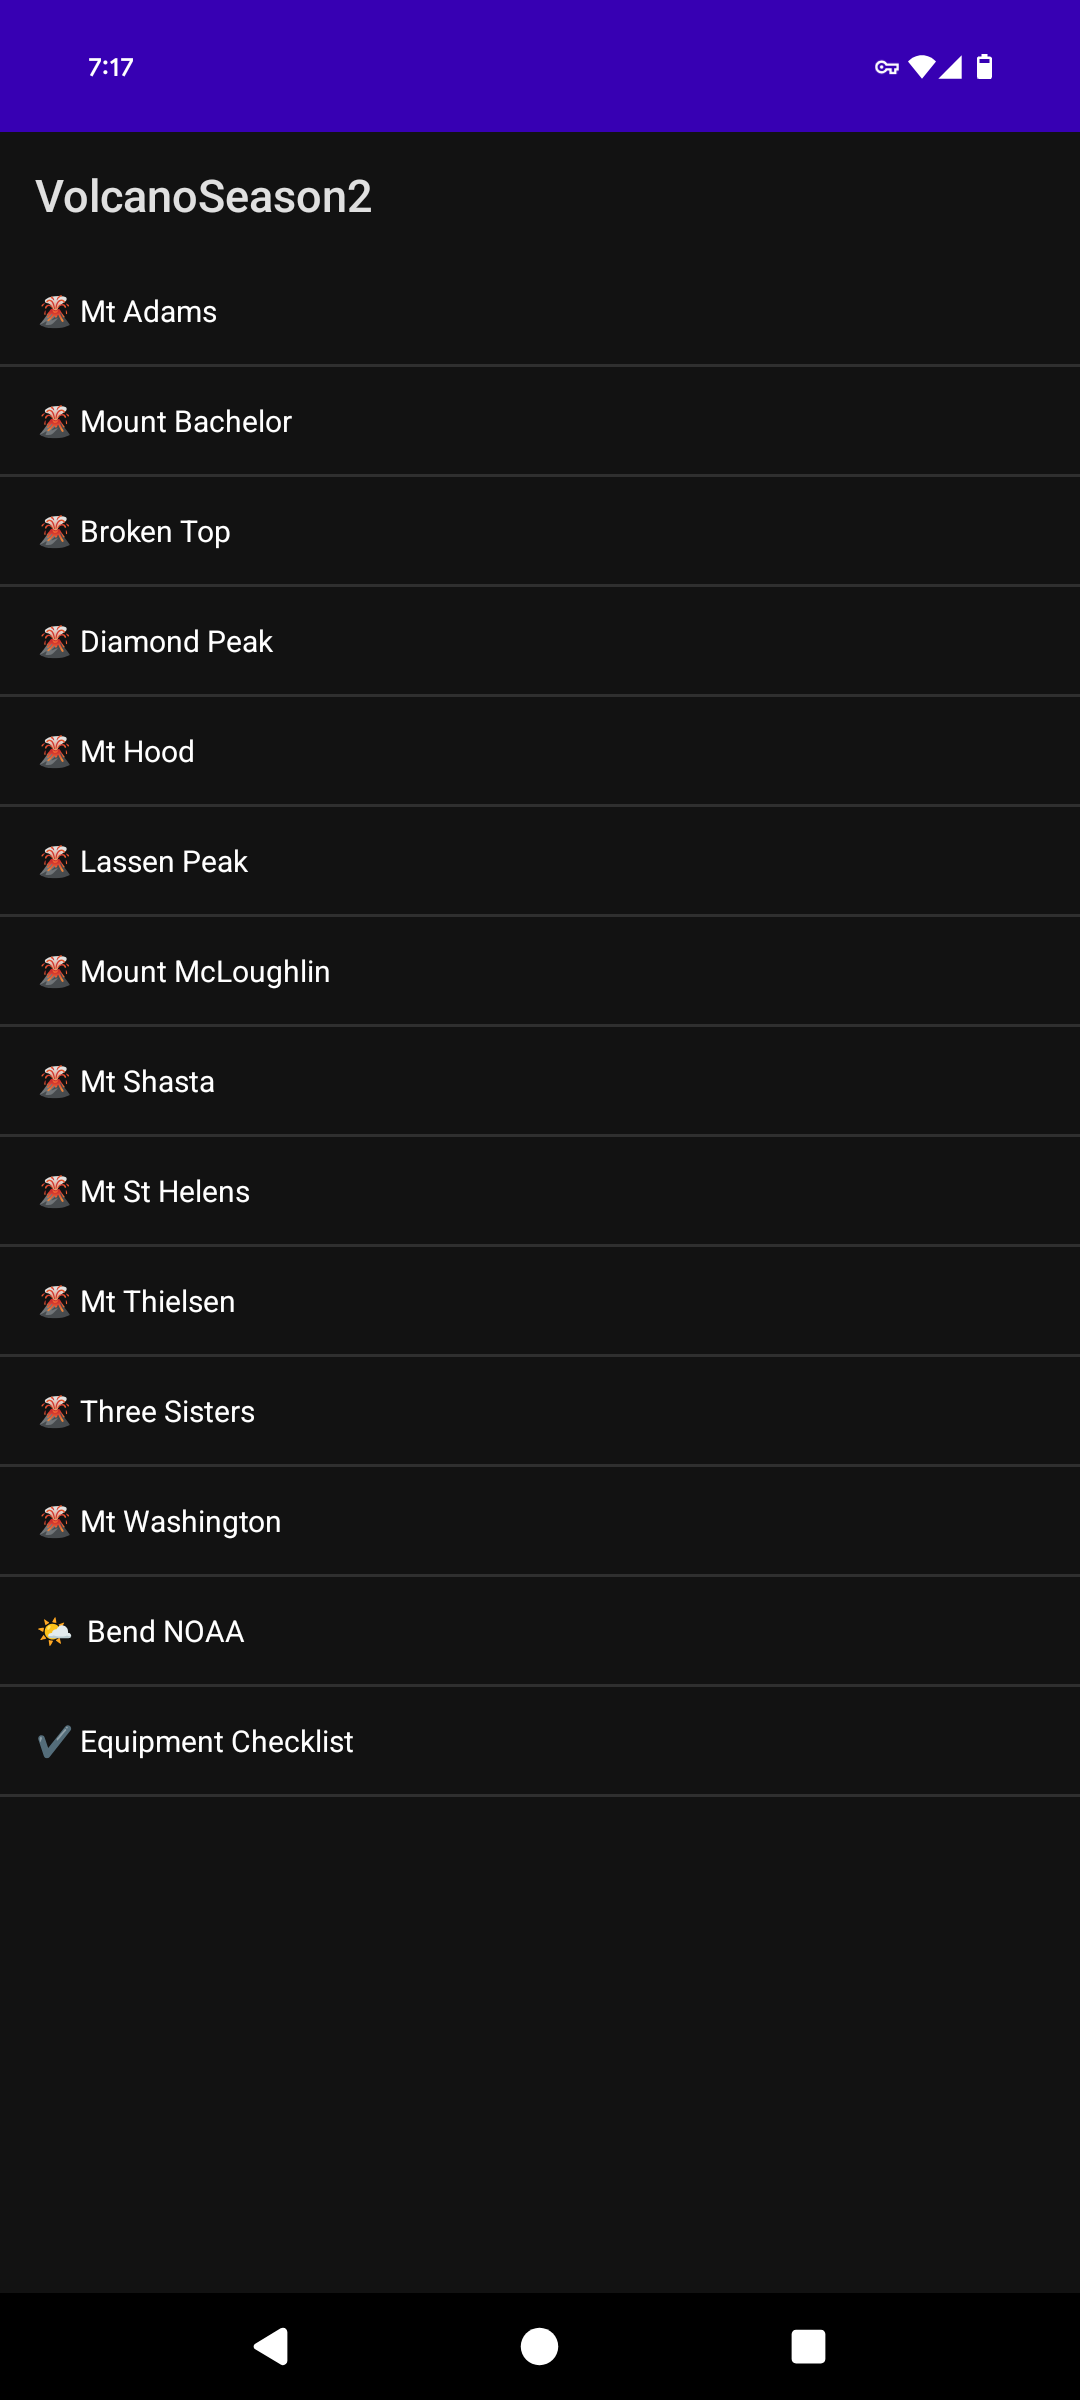 7:17
VolcanoSeason2
🌋 Mt Adams
🌋 Mount Bachelor
🌋 Broken Top
🌋 Diamond Peak
🌋 Mt Hood
🌋 Lassen Peak
🌋 Mount McLoughlin
🌋 Mt Shasta
🌋 Mt St Helens
🌋 Mt Thielsen
🌋 Three Sisters
🌋 Mt Washington
🌤️ Bend NOAA
✔️ Equipment Checklist